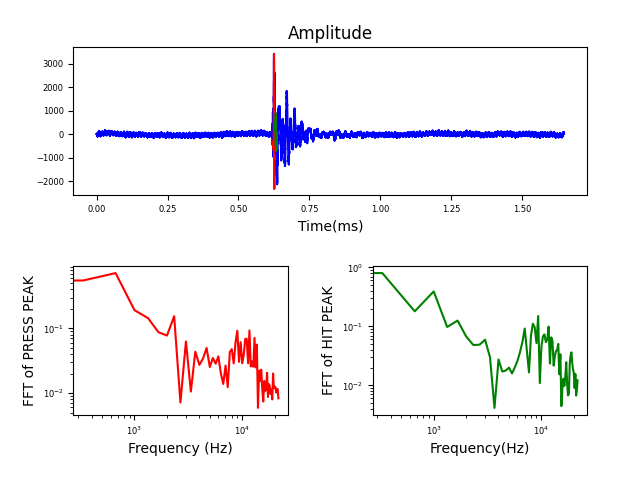 Amplitude
3000
2000
1000
0
−1000
−2000
0.00 0.25 0.50 0.75 1.00 1.25 1.50
Time(ms)
FFT of PRESS PEAK
10⁻¹
10⁻²
10³ 10⁴
Frequency (Hz)
FFT of HIT PEAK
10⁰
10⁻¹
10⁻²
10³ 10⁴
Frequency(Hz)